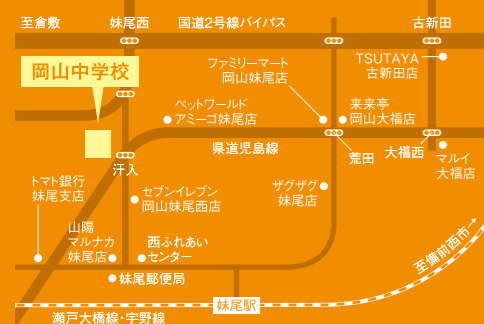 至倉敷
妹尾西
国道2号線バイパス
古新田
岡山中学校
ファミリーマート
岡山妹尾店
TSUTAYA
古新田店
ペットワールド
アミーゴ妹尾店
来来亭
岡山大福店
県道児島線
荒田
大福西
マルイ
大福店
汗入
トマト銀行
妹尾支店
セブンイレブン
岡山妹尾西店
ザグザグ
妹尾店
山陽
マルナカ
妹尾店
西ふれあい
センター
妹尾郵便局
至備前西市→
妹尾駅
瀬戸大橋線・宇野線